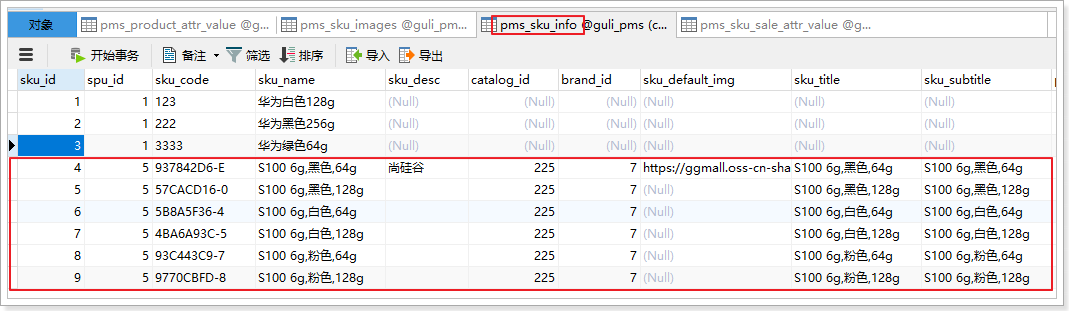 对象 pms_product_attr_value @g... pms_sku_images @guli_pm... pms_sku_info @guli_pms (c... pms_sku_sale_attr_value @g...
开始事务 备注 筛选 排序 导入 导出
sku_id spu_id sku_code sku_name sku_desc catalog_id brand_id sku_default_img sku_title sku_subtitle
1 1 123 华为白色128g (Null) (Null) (Null) (Null) (Null) (Null)
2 1 222 华为黑色256g (Null) (Null) (Null) (Null) (Null) (Null)
3 1 3333 华为绿色64g (Null) (Null) (Null) (Null) (Null) (Null)
4 5 937842D6-E S100 6g,黑色,64g 尚硅谷 225 7 https://ggmall.oss-cn-sha S100 6g,黑色,64g S100 6g,黑色,64g
5 5 57CACD16-0 S100 6g,黑色,128g 225 7 (Null) S100 6g,黑色,128g S100 6g,黑色,128g
6 5 5B8A5F36-4 S100 6g,白色,64g 225 7 (Null) S100 6g,白色,64g S100 6g,白色,64g
7 5 4BA6A93C-5 S100 6g,白色,128g 225 7 (Null) S100 6g,白色,128g S100 6g,白色,128g
8 5 93C443C9-7 S100 6g,粉色,64g 225 7 (Null) S100 6g,粉色,64g S100 6g,粉色,64g
9 5 9770CBFD-8 S100 6g,粉色,128g 225 7 (Null) S100 6g,粉色,128g S100 6g,粉色,128g